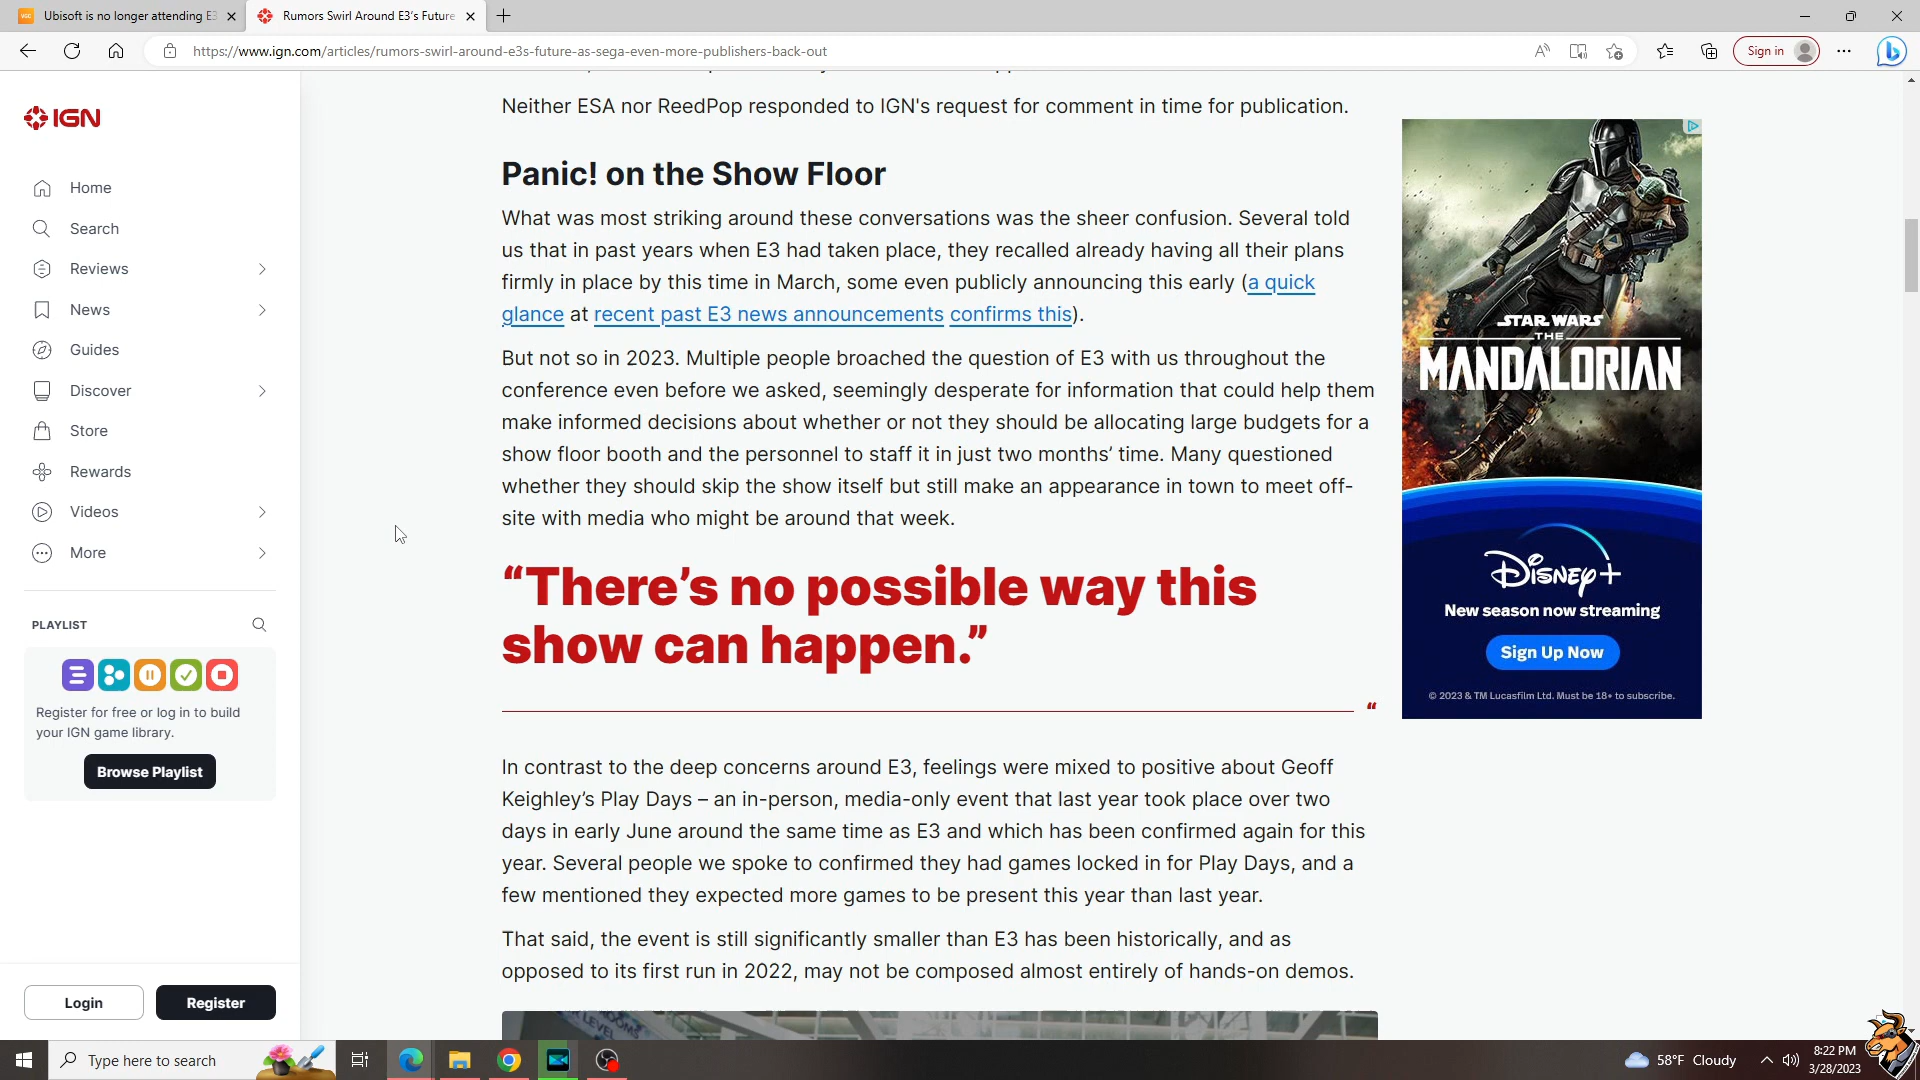 Ubisoft is no longer attending E3
Rumors Swirl Around E3's Future
https://www.ign.com/articles/rumors-swirl-around-e3s-future-as-sega-even-more-publishers-back-out
Sign in
IGN
Home
Search
Reviews
News
Guides
Discover
Store
Rewards
Videos
More
PLAYLIST
Register for free or log in to build
your IGN game library.
Browse Playlist
Login
Register
Neither ESA nor ReedPop responded to IGN's request for comment in time for publication.
Panic! on the Show Floor
What was most striking around these conversations was the sheer confusion. Several told
us that in past years when E3 had taken place, they recalled already having all their plans
firmly in place by this time in March, some even publicly announcing this early (a quick
glance at recent past E3 news announcements confirms this).
But not so in 2023. Multiple people broached the question of E3 with us throughout the
conference even before we asked, seemingly desperate for information that could help them
make informed decisions about whether or not they should be allocating large budgets for a
show floor booth and the personnel to staff it in just two months’ time. Many questioned
whether they should skip the show itself but still make an appearance in town to meet off-
site with media who might be around that week.
“There’s no possible way this
show can happen.”
“
In contrast to the deep concerns around E3, feelings were mixed to positive about Geoff
Keighley’s Play Days – an in-person, media-only event that last year took place over two
days in early June around the same time as E3 and which has been confirmed again for this
year. Several people we spoke to confirmed they had games locked in for Play Days, and a
few mentioned they expected more games to be present this year than last year.
That said, the event is still significantly smaller than E3 has been historically, and as
opposed to its first run in 2022, may not be composed almost entirely of hands-on demos.
STAR WARS
THE
MANDALORIAN
Disney+
New season now streaming
Sign Up Now
© 2023 & TM Lucasfilm Ltd. Must be 18+ to subscribe.
Type here to search
58°F Cloudy
8:22 PM
3/28/2023